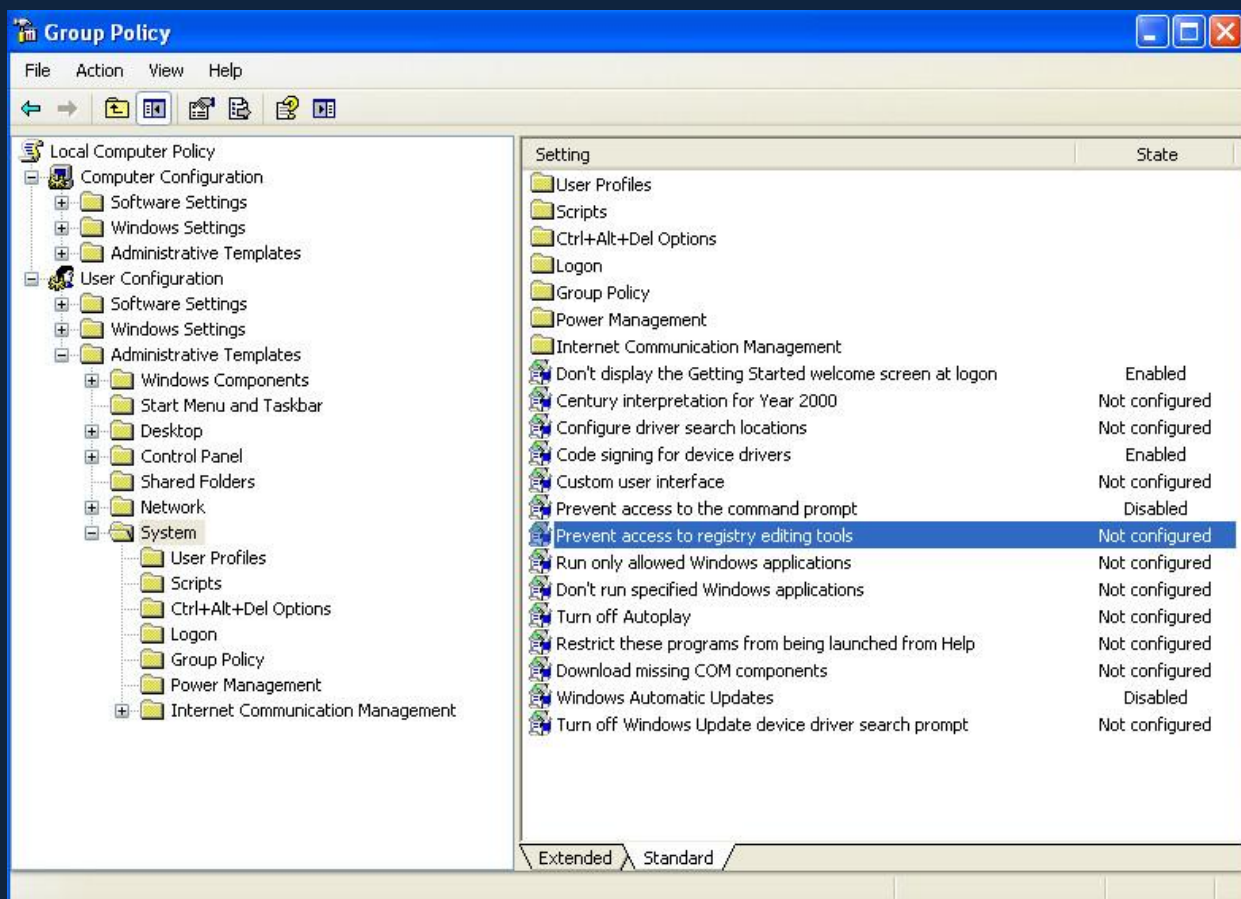 Group Policy
File Action View Help
Local Computer Policy
Computer Configuration
Software Settings
Windows Settings
Administrative Templates
User Configuration
Software Settings
Windows Settings
Administrative Templates
Windows Components
Start Menu and Taskbar
Desktop
Control Panel
Shared Folders
Network
System
User Profiles
Scripts
Ctrl+Alt+Del Options
Logon
Group Policy
Power Management
Internet Communication Management
Setting State
User Profiles
Scripts
Ctrl+Alt+Del Options
Logon
Group Policy
Power Management
Internet Communication Management
Don't display the Getting Started welcome screen at logon Enabled
Century interpretation for Year 2000 Not configured
Configure driver search locations Not configured
Code signing for device drivers Enabled
Custom user interface Not configured
Prevent access to the command prompt Disabled
Prevent access to registry editing tools Not configured
Run only allowed Windows applications Not configured
Don't run specified Windows applications Not configured
Turn off Autoplay Not configured
Restrict these programs from being launched from Help Not configured
Download missing COM components Not configured
Windows Automatic Updates Disabled
Turn off Windows Update device driver search prompt Not configured
Extended Standard